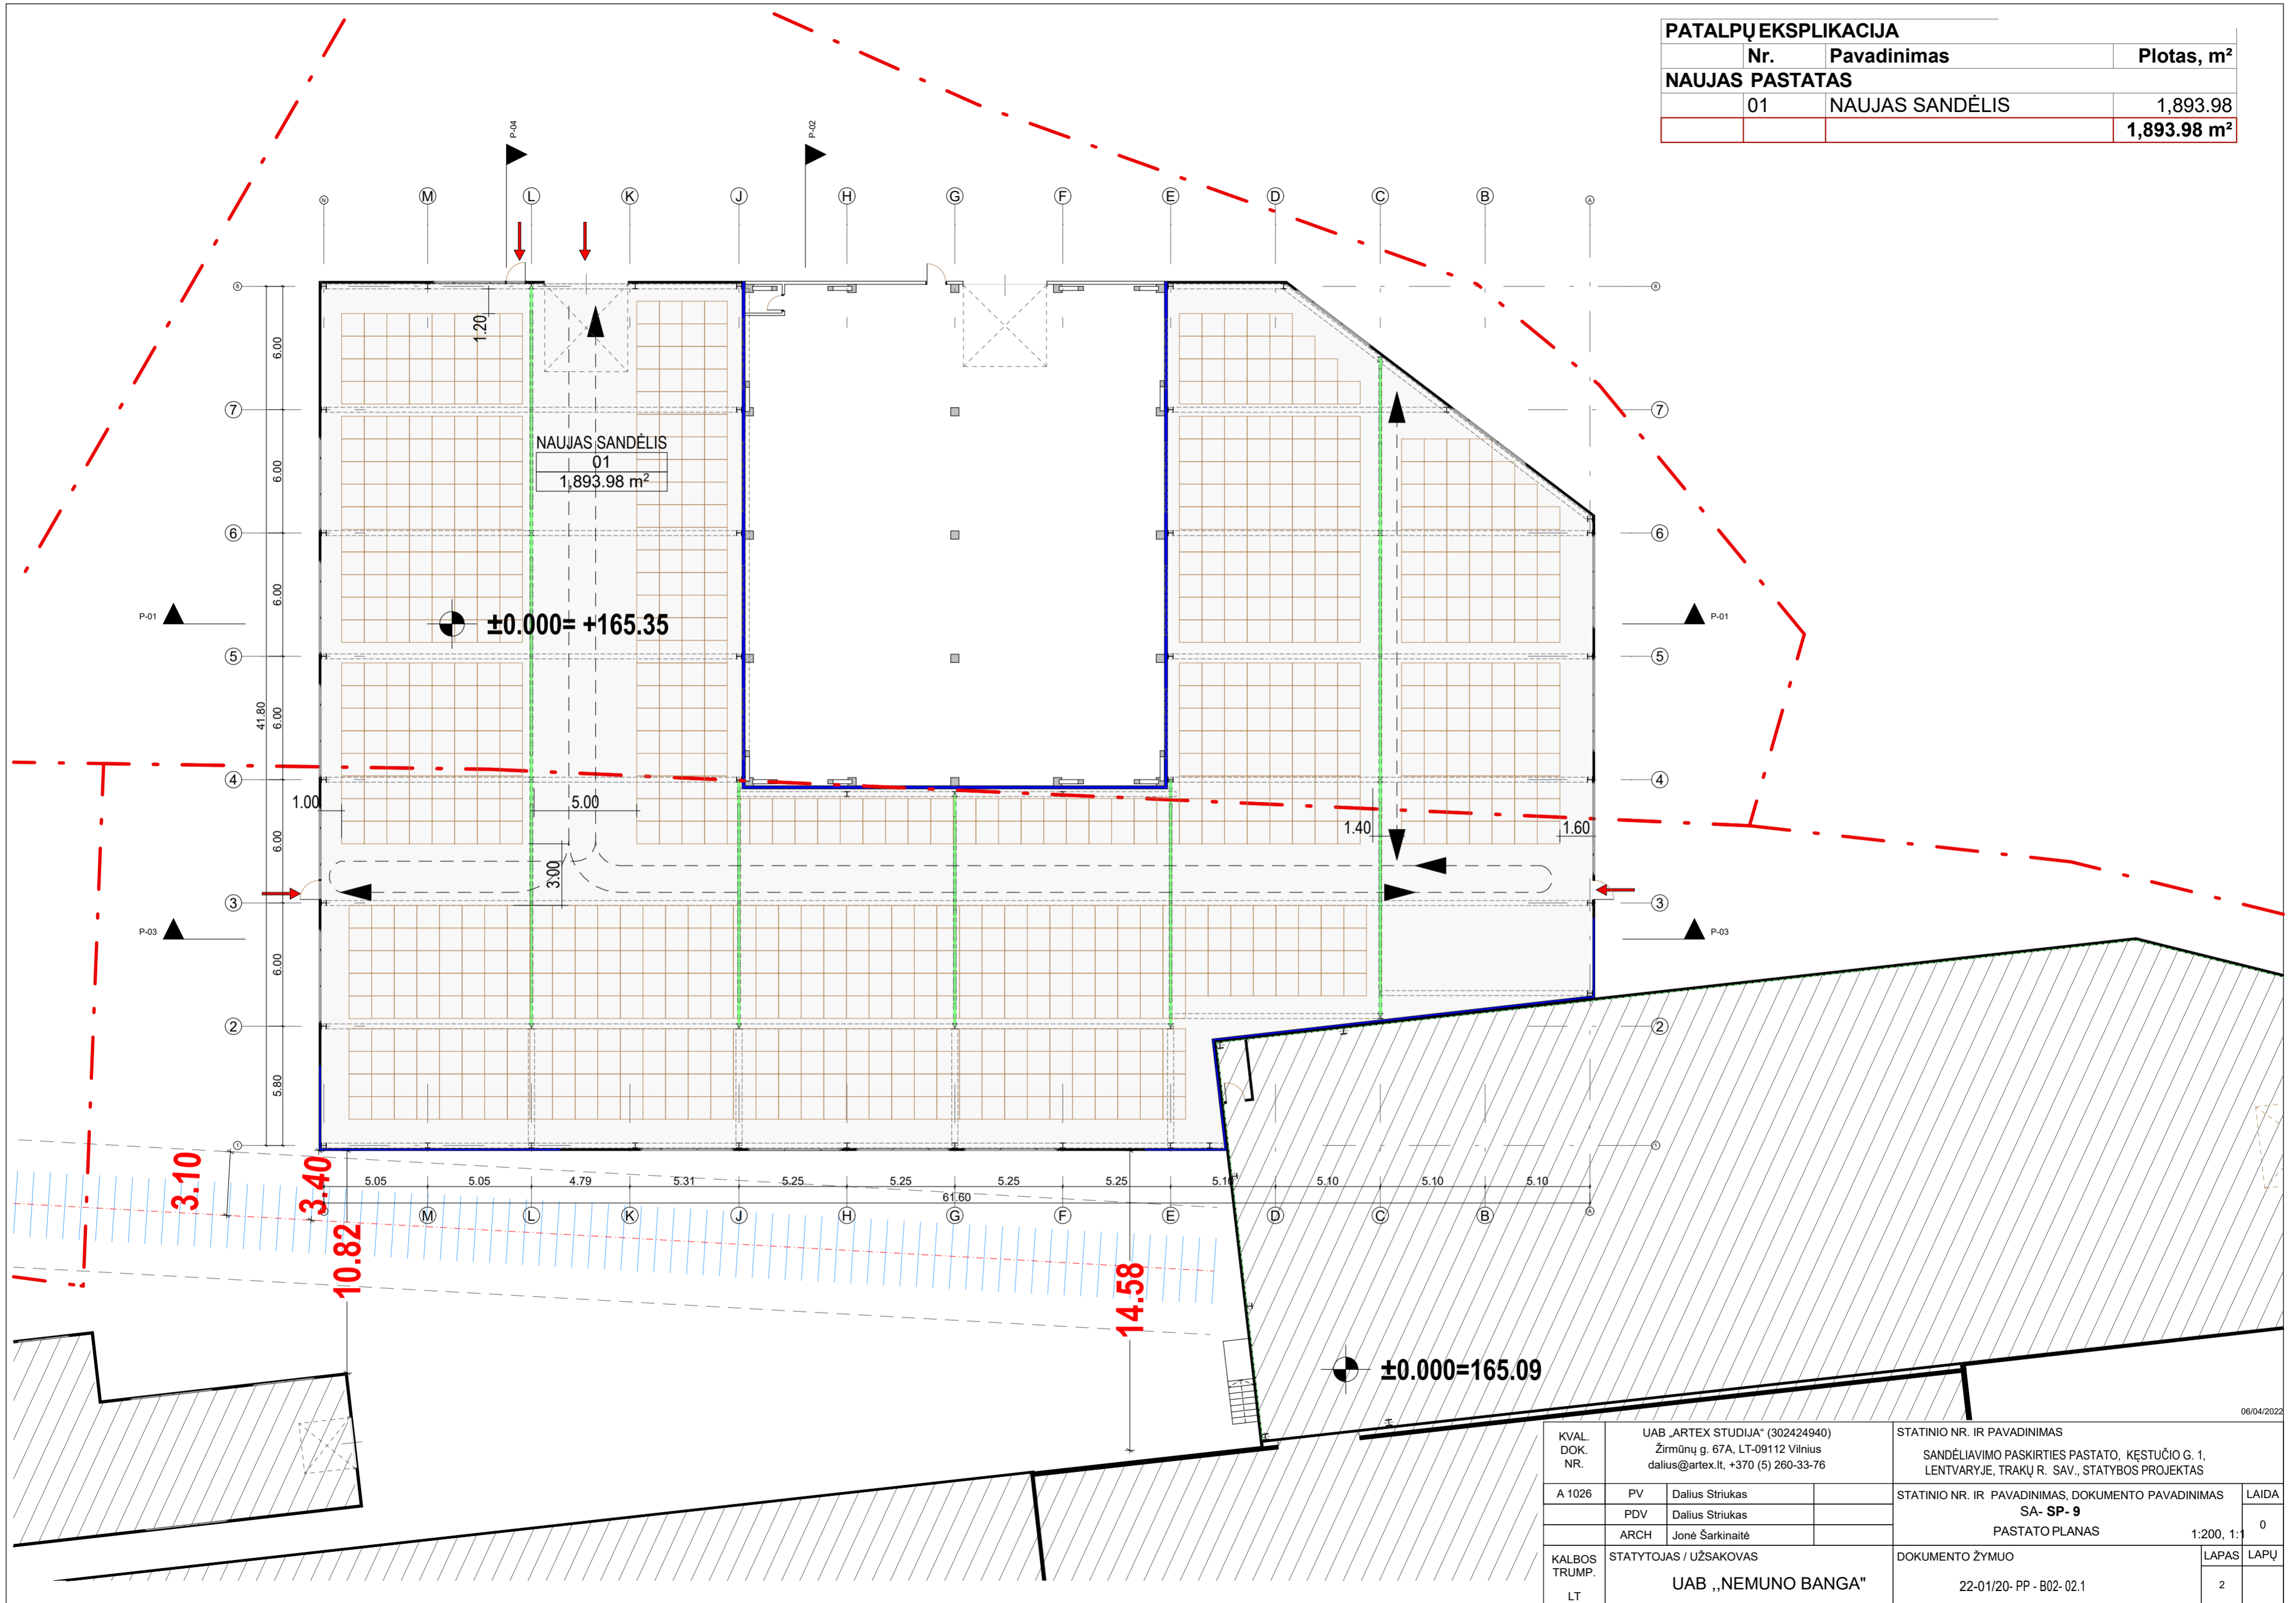 PATALPŲ EKSPLIKACIJA
Nr. Pavadinimas Plotas, m²
NAUJAS PASTATAS
01 NAUJAS SANDĖLIS 1,893.98
1,893.98 m²
P-04 P-02
N M L K J H G F E D C B A
8 8
1.20
6.00
7 7
NAUJAS SANDĖLIS
01
1,893.98 m²
6.00
6 6
6.00
P-01 P-01
±0.000= +165.35
5 5
41.80
6.00
4 4
1.00 5.00 1.40 1.60
6.00
3.00
3 3
P-03 P-03
6.00
2 2
5.80
1 1
3.10
3.40
5.05 5.05 4.79 5.31 5.25 5.25 5.25 5.25 5.10 5.10 5.10 5.10
61.60
M L K J H G F E D C B A
10.82
14.58
±0.000=165.09
06/04/2022
KVAL.
DOK.
NR.
UAB „ARTEX STUDIJA“ (302424940)
Žirmūnų g. 67A, LT-09112 Vilnius
dalius@artex.lt, +370 (5) 260-33-76
STATINIO NR. IR PAVADINIMAS
SANDĖLIAVIMO PASKIRTIES PASTATO, KĘSTUČIO G. 1,
LENTVARYJE, TRAKŲ R. SAV., STATYBOS PROJEKTAS
A 1026 PV Dalius Striukas
PDV Dalius Striukas
ARCH Jonė Šarkinaitė
STATINIO NR. IR PAVADINIMAS, DOKUMENTO PAVADINIMAS
SA- SP- 9
PASTATO PLANAS 1:200, 1:1
LAIDA
0
KALBOS
TRUMP.
LT
STATYTOJAS / UŽSAKOVAS
UAB ,,NEMUNO BANGA"
DOKUMENTO ŽYMUO
22-01/20- PP - B02- 02.1
LAPAS LAPŲ
2